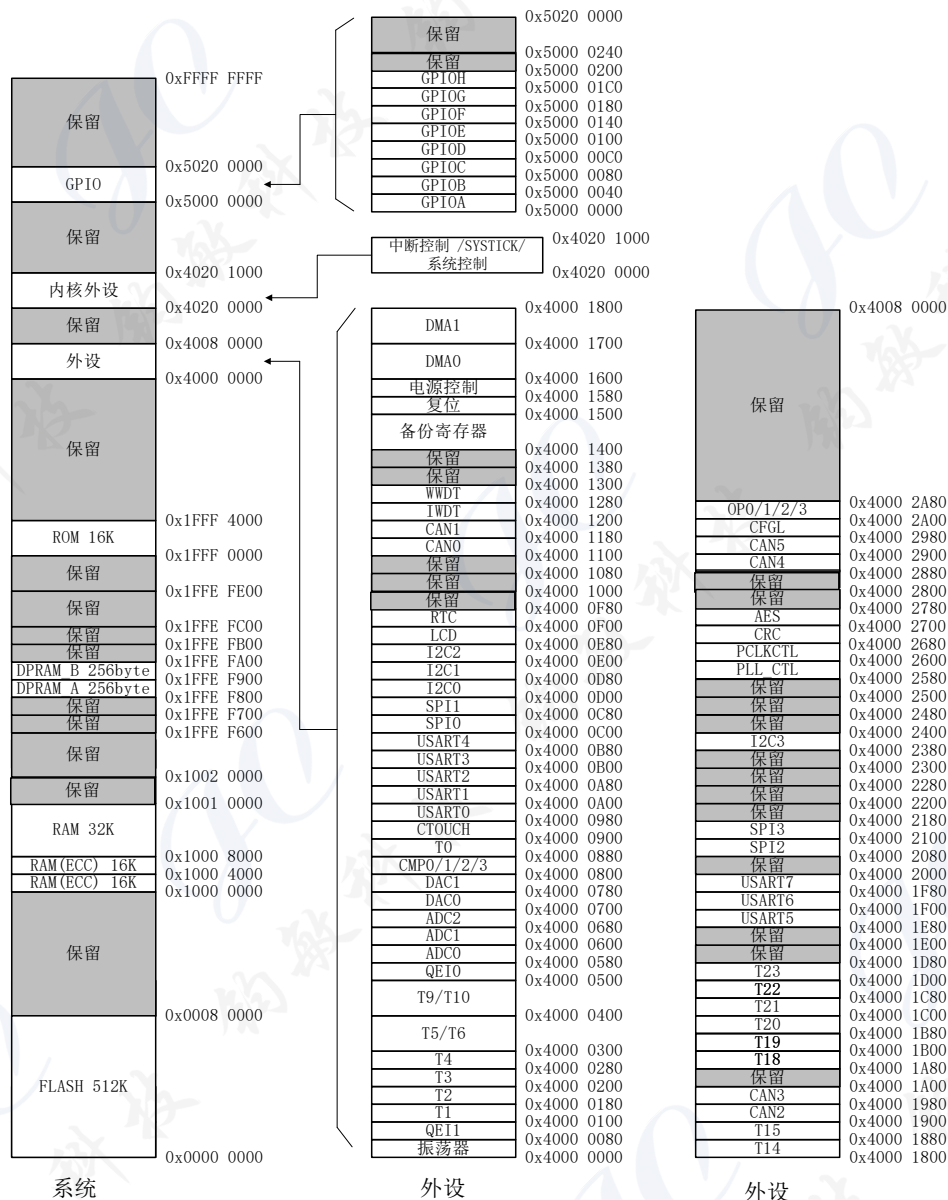 0xFFFF FFFF
保留
0x5020 0000
GPIO
0x5000 0000
保留
0x4020 1000
内核外设
0x4020 0000
保留
0x4008 0000
外设
0x4000 0000
保留
0x1FFF 4000
ROM 16K
0x1FFF 0000
保留
0x1FFE FE00
保留
0x1FFE FC00
保留
0x1FFE FB00
保留
0x1FFE FA00
DPRAM B 256byte
0x1FFE F900
DPRAM A 256byte
0x1FFE F800
保留
0x1FFE F700
保留
0x1FFE F600
保留
0x1002 0000
保留
0x1001 0000
RAM 32K
0x1000 8000
RAM(ECC) 16K
0x1000 4000
RAM(ECC) 16K
0x1000 0000
保留
0x0008 0000
FLASH 512K
0x0000 0000
系统
0x5020 0000
保留
0x5000 0240
保留
0x5000 0200
GPIOH
0x5000 01C0
GPIOG
0x5000 0180
GPIOF
0x5000 0140
GPIOE
0x5000 0100
GPIOD
0x5000 00C0
GPIOC
0x5000 0080
GPIOB
0x5000 0040
GPIOA
0x5000 0000
0x4020 1000
中断控制 /SYSTICK/
系统控制
0x4020 0000
0x4000 1800
DMA1
0x4000 1700
DMA0
0x4000 1600
电源控制
0x4000 1580
复位
0x4000 1500
备份寄存器
0x4000 1400
保留
0x4000 1380
保留
0x4000 1300
WWDT
0x4000 1280
IWDT
0x4000 1200
CAN1
0x4000 1180
CAN0
0x4000 1100
保留
0x4000 1080
保留
0x4000 1000
保留
0x4000 0F80
RTC
0x4000 0F00
LCD
0x4000 0E80
I2C2
0x4000 0E00
I2C1
0x4000 0D80
I2C0
0x4000 0D00
SPI1
0x4000 0C80
SPI0
0x4000 0C00
USART4
0x4000 0B80
USART3
0x4000 0B00
USART2
0x4000 0A80
USART1
0x4000 0A00
USART0
0x4000 0980
CTOUCH
0x4000 0900
T0
0x4000 0880
CMP0/1/2/3
0x4000 0800
DAC1
0x4000 0780
DAC0
0x4000 0700
ADC2
0x4000 0680
ADC1
0x4000 0600
ADC0
0x4000 0580
QEI0
0x4000 0500
T9/T10
0x4000 0400
T5/T6
0x4000 0300
T4
0x4000 0280
T3
0x4000 0200
T2
0x4000 0180
T1
0x4000 0100
QEI1
0x4000 0080
振荡器
0x4000 0000
外设
0x4008 0000
保留
0x4000 2A80
OP0/1/2/3
0x4000 2A00
CFGL
0x4000 2980
CAN5
0x4000 2900
CAN4
0x4000 2880
保留
0x4000 2800
保留
0x4000 2780
AES
0x4000 2700
CRC
0x4000 2680
PCLKCTL
0x4000 2600
PLL CTL
0x4000 2580
保留
0x4000 2500
保留
0x4000 2480
保留
0x4000 2400
I2C3
0x4000 2380
保留
0x4000 2300
保留
0x4000 2280
保留
0x4000 2200
保留
0x4000 2180
SPI3
0x4000 2100
SPI2
0x4000 2080
保留
0x4000 2000
USART7
0x4000 1F80
USART6
0x4000 1F00
USART5
0x4000 1E80
保留
0x4000 1E00
保留
0x4000 1D80
T23
0x4000 1D00
T22
0x4000 1C80
T21
0x4000 1C00
T20
0x4000 1B80
T19
0x4000 1B00
T18
0x4000 1A80
保留
0x4000 1A00
CAN3
0x4000 1980
CAN2
0x4000 1900
T15
0x4000 1880
T14
0x4000 1800
外设